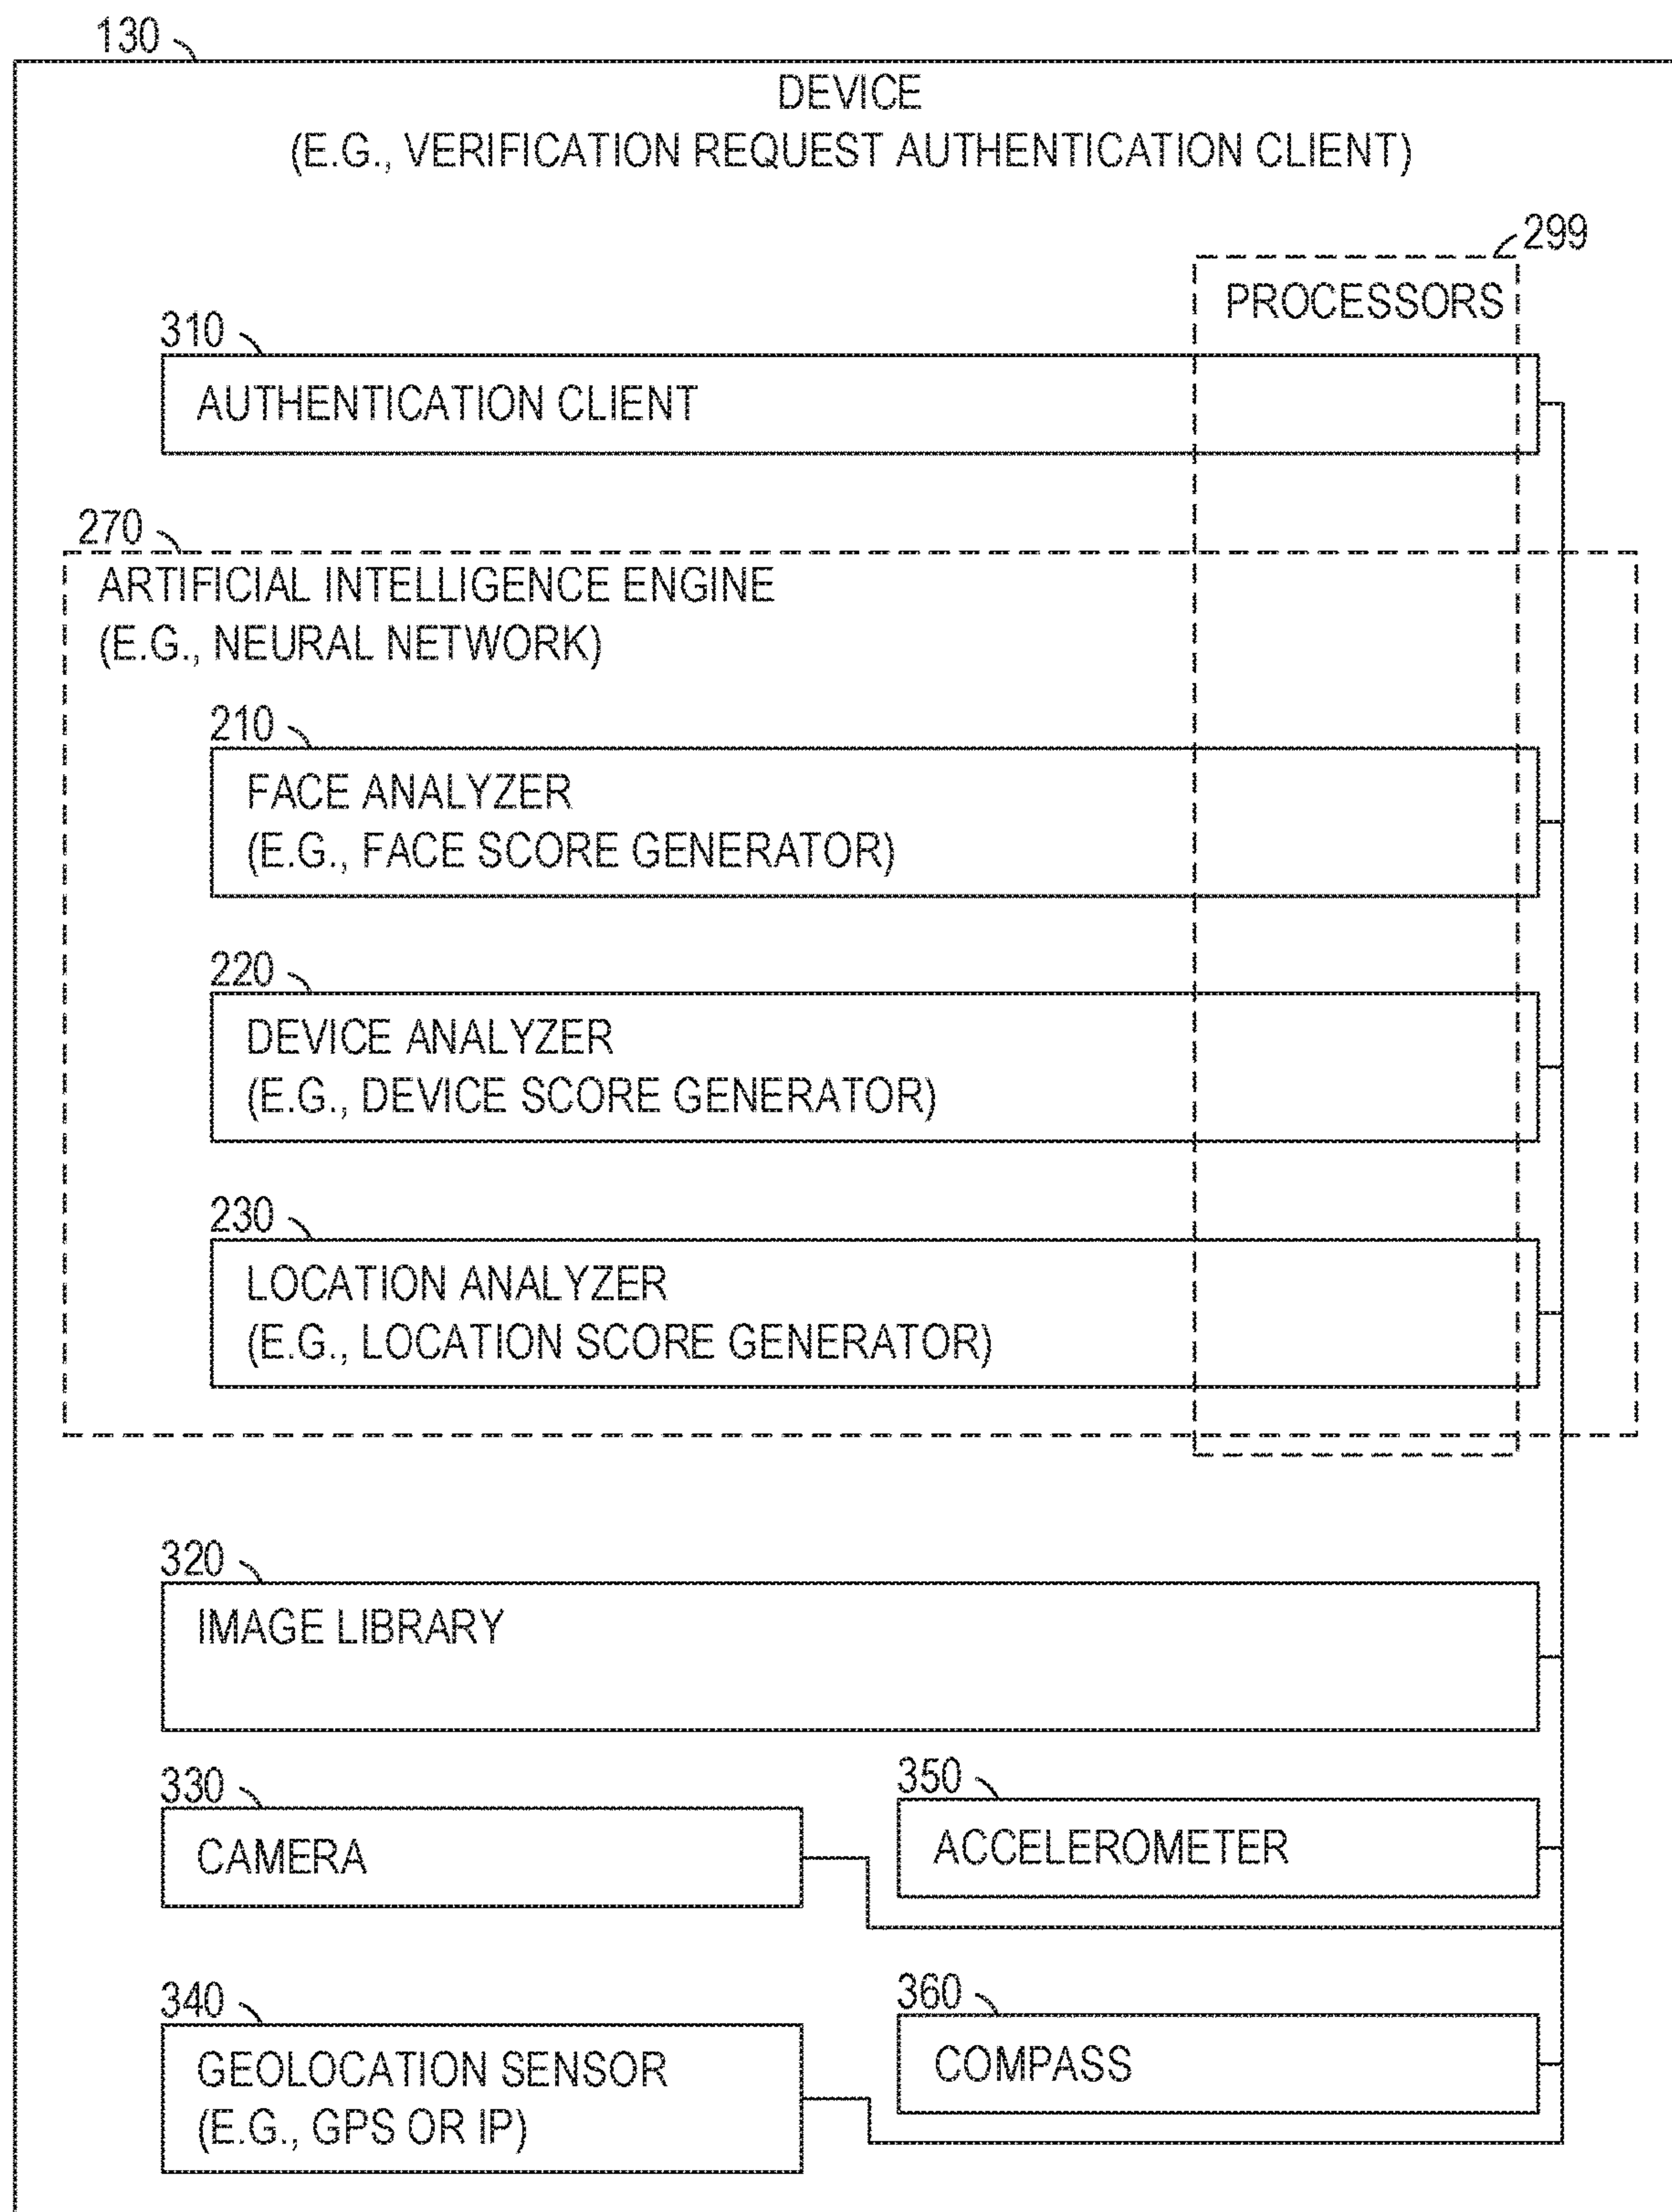 130
DEVICE
(E.G., VERIFICATION REQUEST AUTHENTICATION CLIENT)
299
PROCESSORS
310
AUTHENTICATION CLIENT
270
ARTIFICIAL INTELLIGENCE ENGINE
(E.G., NEURAL NETWORK)
210
FACE ANALYZER
(E.G., FACE SCORE GENERATOR)
220
DEVICE ANALYZER
(E.G., DEVICE SCORE GENERATOR)
230
LOCATION ANALYZER
(E.G., LOCATION SCORE GENERATOR)
320
IMAGE LIBRARY
330
CAMERA
350
ACCELEROMETER
340
GEOLOCATION SENSOR
(E.G., GPS OR IP)
360
COMPASS